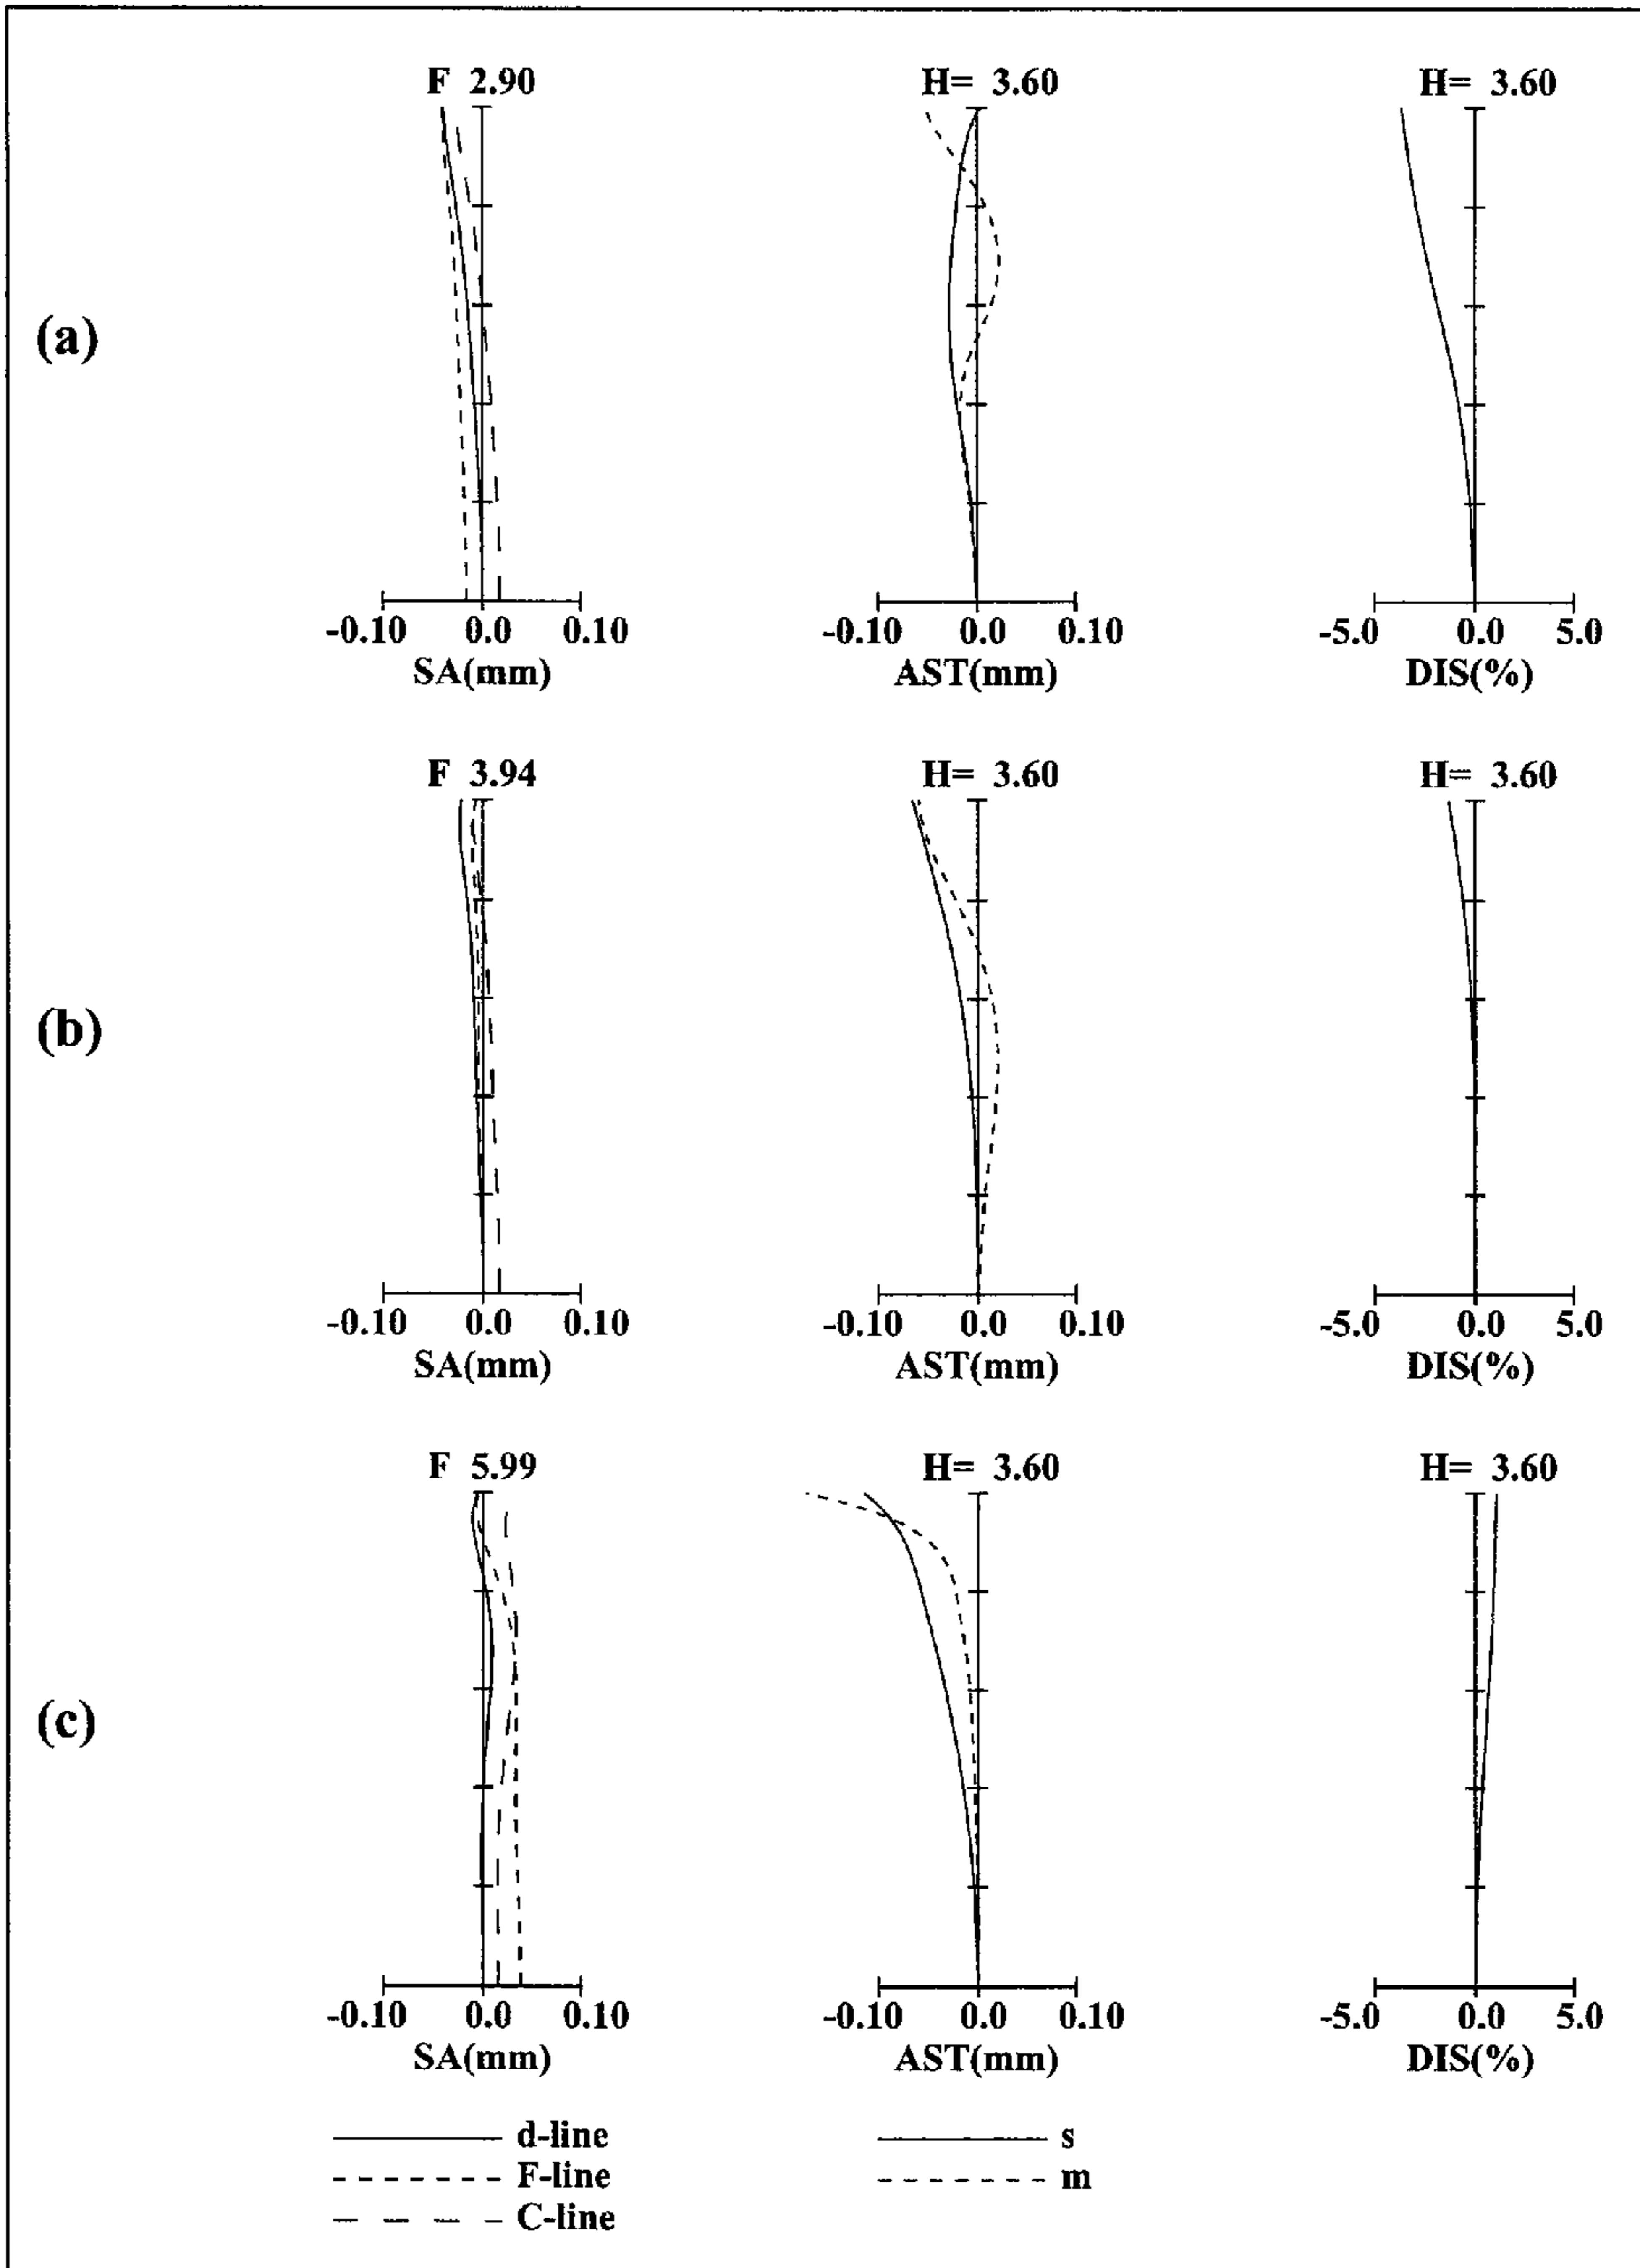 F 2.90 H= 3.60 H= 3.60
(a)
-0.10 0.0 0.10 -0.10 0.0 0.10 -5.0 0.0 5.0
SA(mm) AST(mm) DIS(%)
F 3.94 H= 3.60 H= 3.60
(b)
-0.10 0.0 0.10 -0.10 0.0 0.10 -5.0 0.0 5.0
SA(mm) AST(mm) DIS(%)
F 5.99 H= 3.60 H= 3.60
(c)
-0.10 0.0 0.10 -0.10 0.0 0.10 -5.0 0.0 5.0
SA(mm) AST(mm) DIS(%)
d-line s
F-line m
C-line